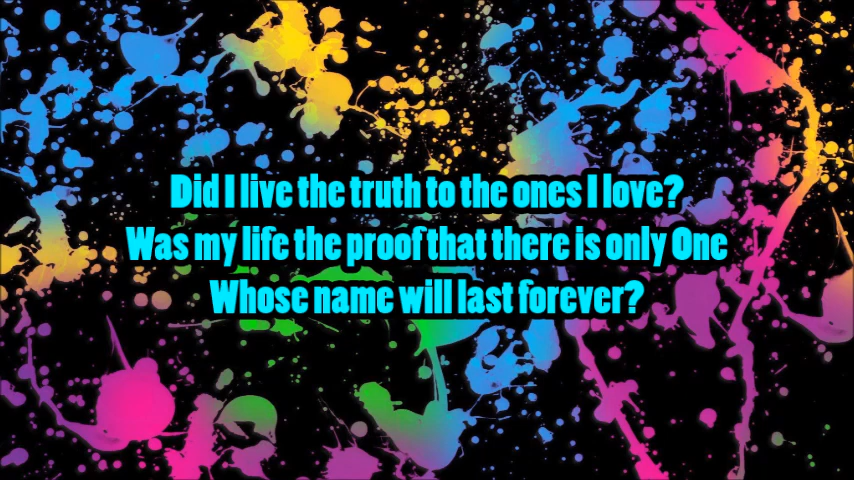 Did I live the truth to the ones I love?
Was my life the proof that there is only One
Whose name will last forever?